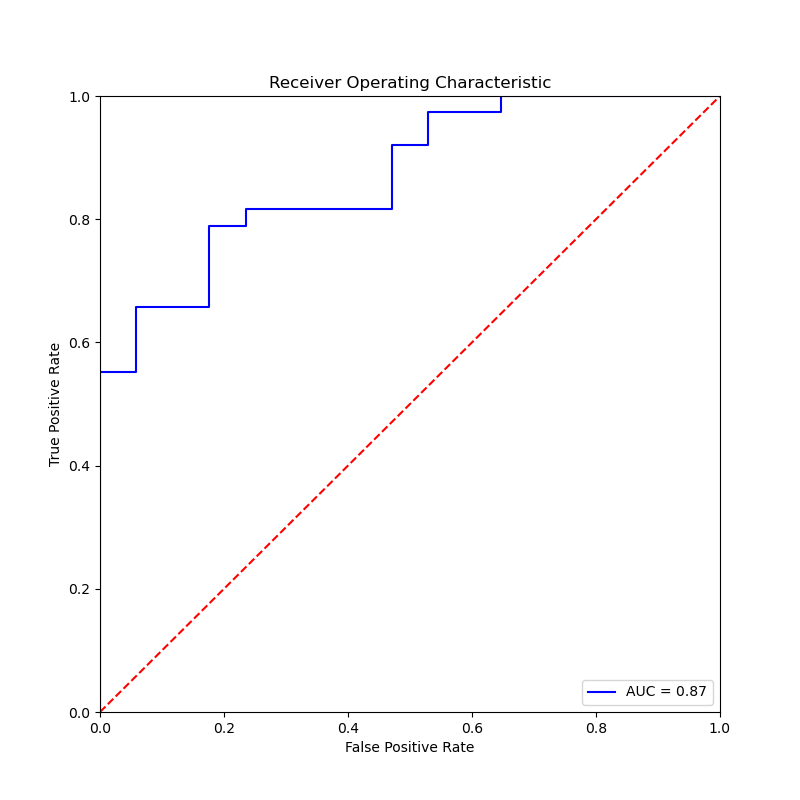 Receiver Operating Characteristic
True Positive Rate
1.0
0.8
0.6
0.4
0.2
0.0
AUC = 0.87
0.0 0.2 0.4 0.6 0.8 1.0
False Positive Rate